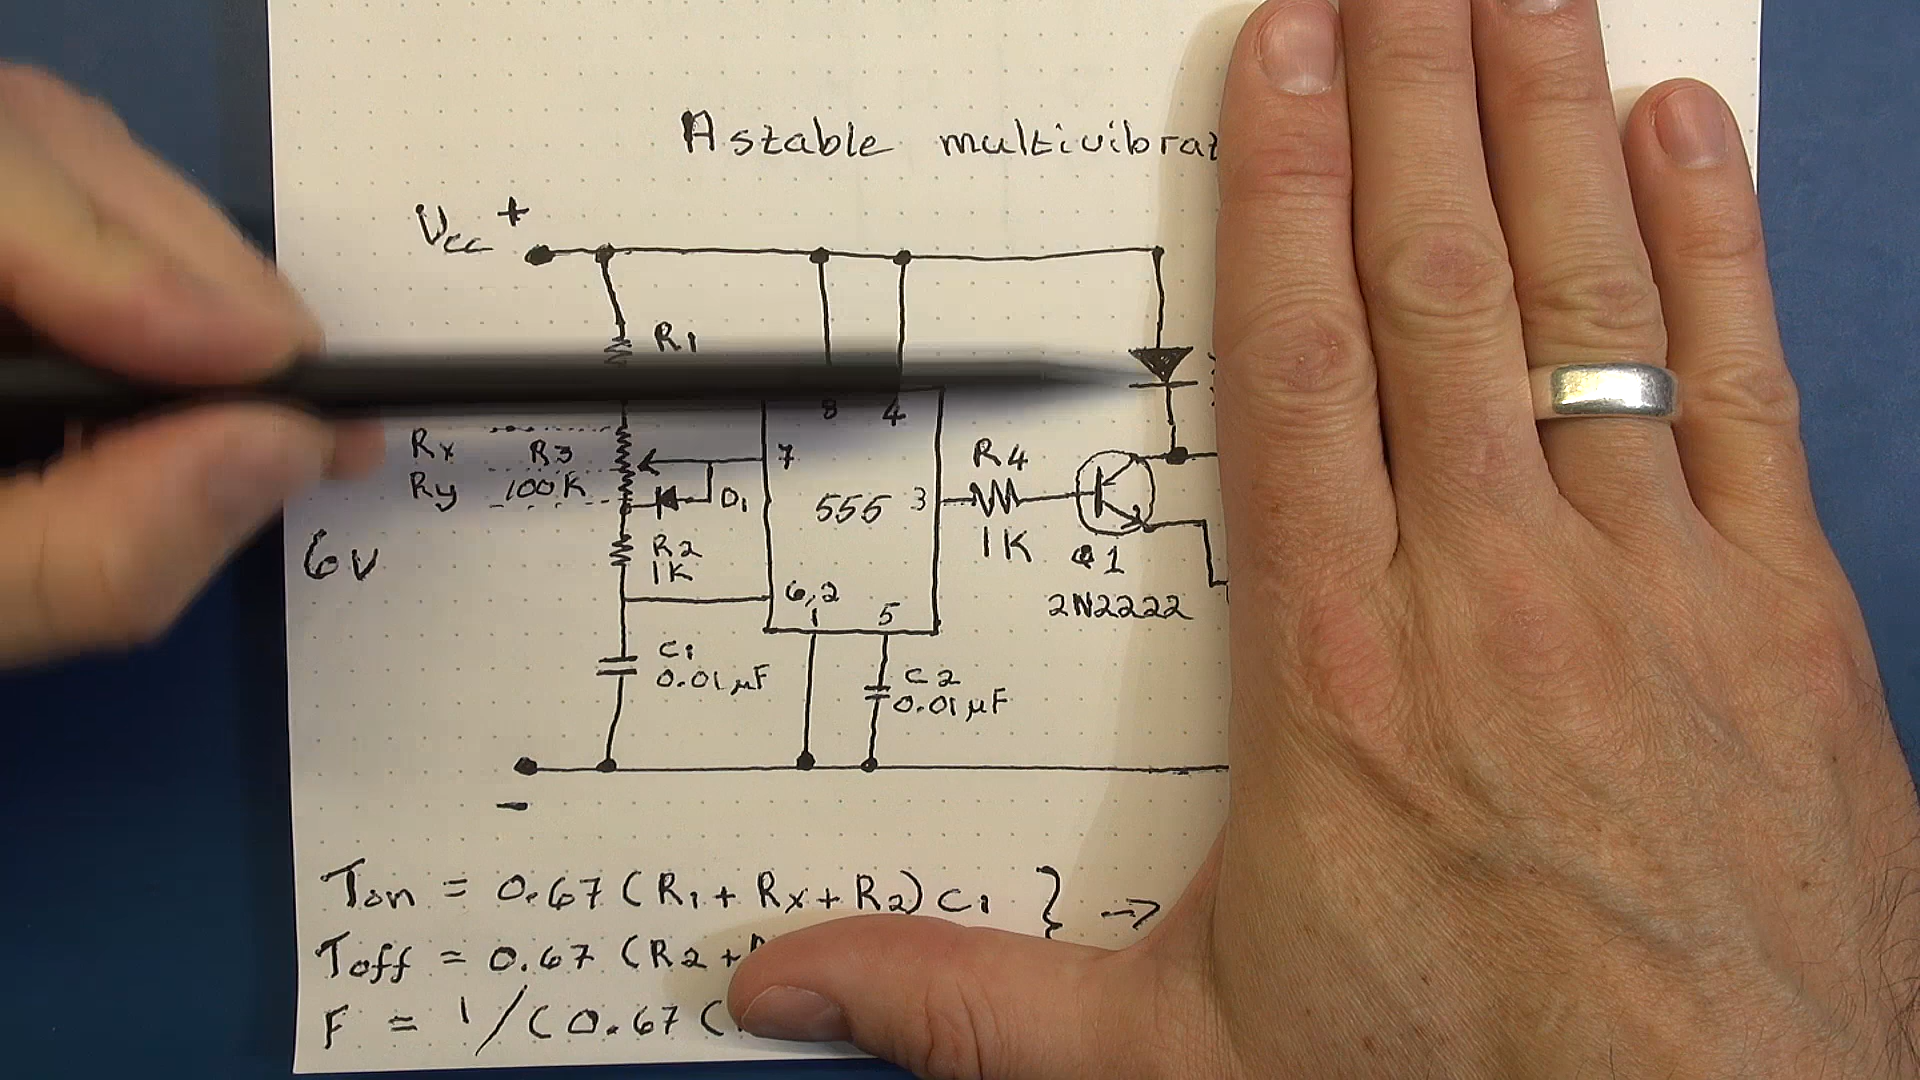 Astable multivibrat
Vcc +
R1
8 4
Rx R3 7
Ry 100K D1
R4
555 3
1K Q1
6v
R2
1K
6,2
1 5
2N2222
C1
0.01µF
C2
0.01µF
-
Ton = 0.67 (R1 + Rx + R2) C1 } ->
Toff = 0.67 (R2 +
F = 1/(0.67 (